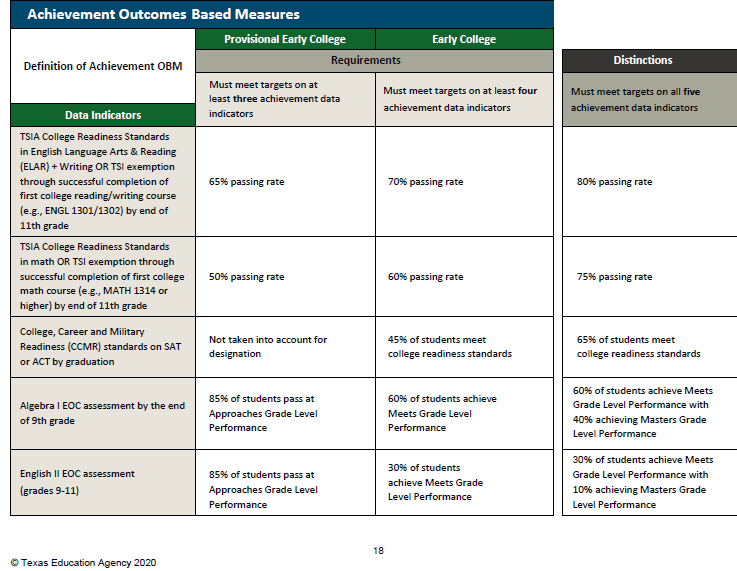 Achievement Outcomes Based Measures
Definition of Achievement OBM
Provisional Early College
Early College
Requirements
Distinctions
Must meet targets on at
least three achievement data
indicators
Must meet targets on at least four
achievement data indicators
Must meet targets on all five
achievement data indicators
Data Indicators
TSIA College Readiness Standards
in English Language Arts & Reading
(ELAR) + Writing OR TSI exemption
through successful completion of
first college reading/writing course
(e.g., ENGL 1301/1302) by end of
11th grade
65% passing rate
70% passing rate
80% passing rate
TSIA College Readiness Standards
in math OR TSI exemption through
successful completion of first college
math course (e.g., MATH 1314 or
higher) by end of 11th grade
50% passing rate
60% passing rate
75% passing rate
College, Career and Military
Readiness (CCMR) standards on SAT
or ACT by graduation
Not taken into account for
designation
45% of students meet
college readiness standards
65% of students meet
college readiness standards
Algebra I EOC assessment by the end
of 9th grade
85% of students pass at
Approaches Grade Level
Performance
60% of students achieve
Meets Grade Level
Performance
60% of students achieve Meets
Grade Level Performance with
40% achieving Masters Grade
Level Performance
English II EOC assessment
(grades 9-11)
85% of students pass at
Approaches Grade Level
Performance
30% of students
achieve Meets Grade
Level Performance
30% of students achieve Meets
Grade Level Performance with
10% achieving Masters Grade
Level Performance
18
© Texas Education Agency 2020